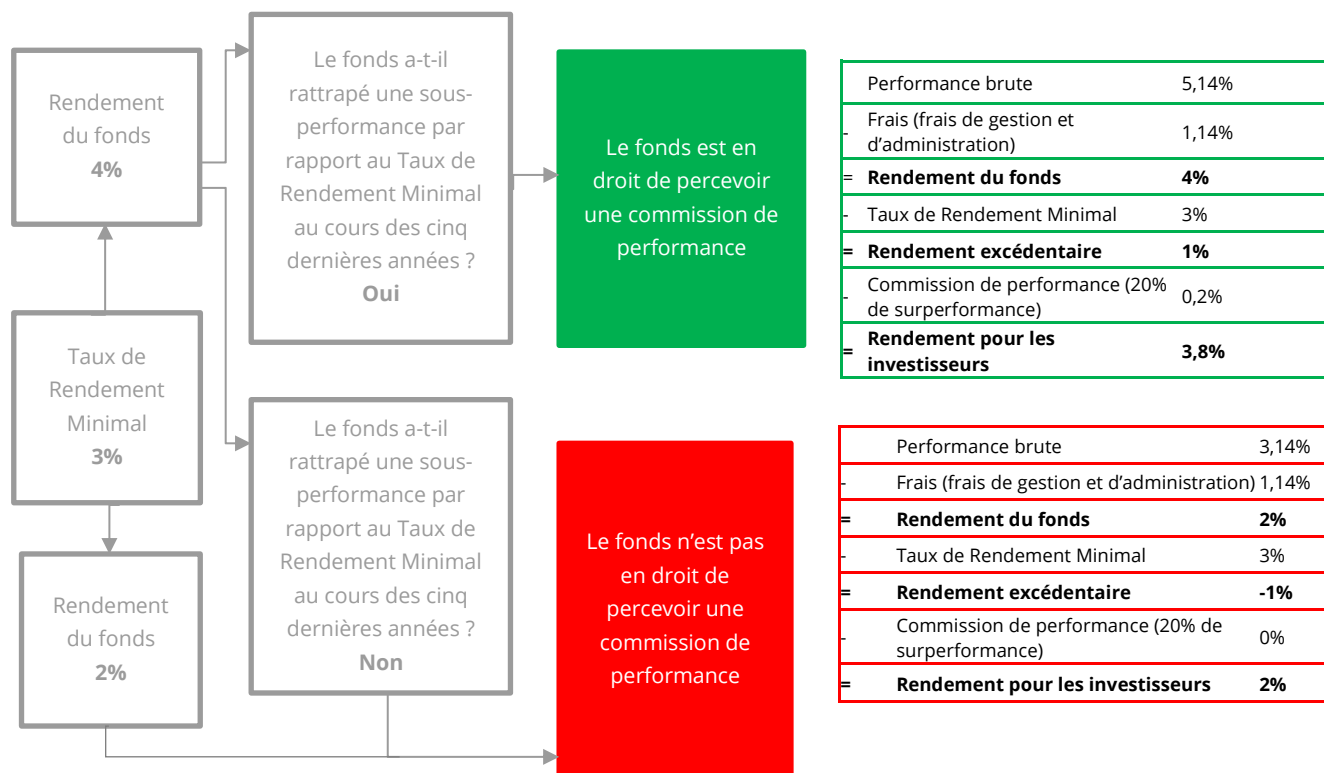 Rendement
du fonds
4%
Taux de
Rendement
Minimal
3%
Rendement
du fonds
2%
Le fonds a-t-il
rattrapé une sous-
performance par
rapport au Taux de
Rendement Minimal
au cours des cinq
dernières années ?
Oui
Le fonds a-t-il
rattrapé une sous-
performance par
rapport au Taux de
Rendement Minimal
au cours des cinq
dernières années ?
Non
Le fonds est en
droit de percevoir
une commission de
performance
Le fonds n’est pas
en droit de
percevoir une
commission de
performance
Performance brute 5,14%
- Frais (frais de gestion et
d’administration) 1,14%
= Rendement du fonds 4%
- Taux de Rendement Minimal 3%
= Rendement excédentaire 1%
- Commission de performance (20%
de surperformance) 0,2%
= Rendement pour les
investisseurs 3,8%
Performance brute 3,14%
- Frais (frais de gestion et d’administration) 1,14%
= Rendement du fonds 2%
- Taux de Rendement Minimal 3%
= Rendement excédentaire -1%
- Commission de performance (20% de
surperformance) 0%
= Rendement pour les investisseurs 2%